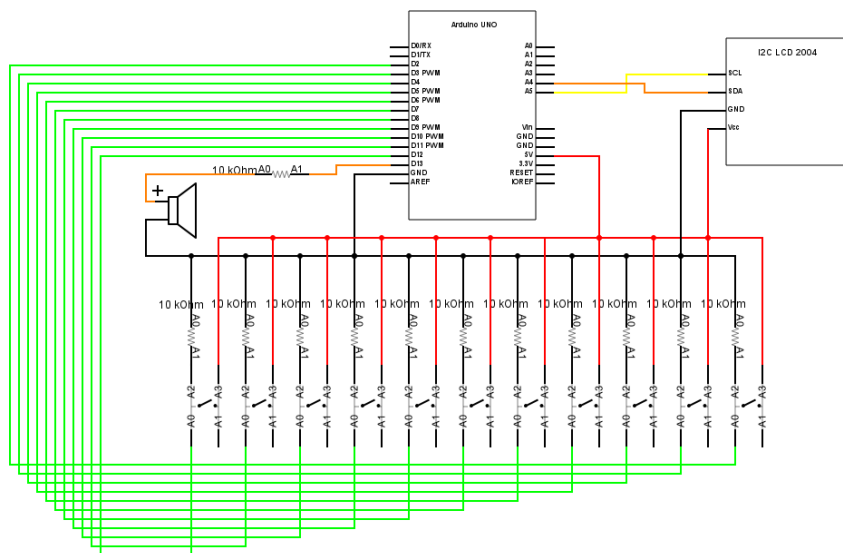 Arduino UNO
D0/RX
D1/TX
D2
D3 PWM
D4
D5 PWM
D6 PWM
D7
D8
D9 PWM
D10 PWM
D11 PWM
D12
D13
GND
AREF
A0
A1
A2
A3
A4
A5
Vin
GND
GND
5V
3.3V
RESET
IOREF
I2C LCD 2004
SCL
SDA
GND
Vcc
10 kOhm A0 A1
+
10 kOhm 10 kOhm 10 kOhm 10 kOhm 10 kOhm 10 kOhm 10 kOhm 10 kOhm 10 kOhm 10 kOhm 10 kOhm
A0 A0 A0 A0 A0 A0 A0 A0 A0 A0 A0
A1 A1 A1 A1 A1 A1 A1 A1 A1 A1 A1
A2 A3 A2 A3 A2 A3 A2 A3 A2 A3 A2 A3 A2 A3 A2 A3 A2 A3 A2 A3 A2 A3
A0 A1 A0 A1 A0 A1 A0 A1 A0 A1 A0 A1 A0 A1 A0 A1 A0 A1 A0 A1 A0 A1